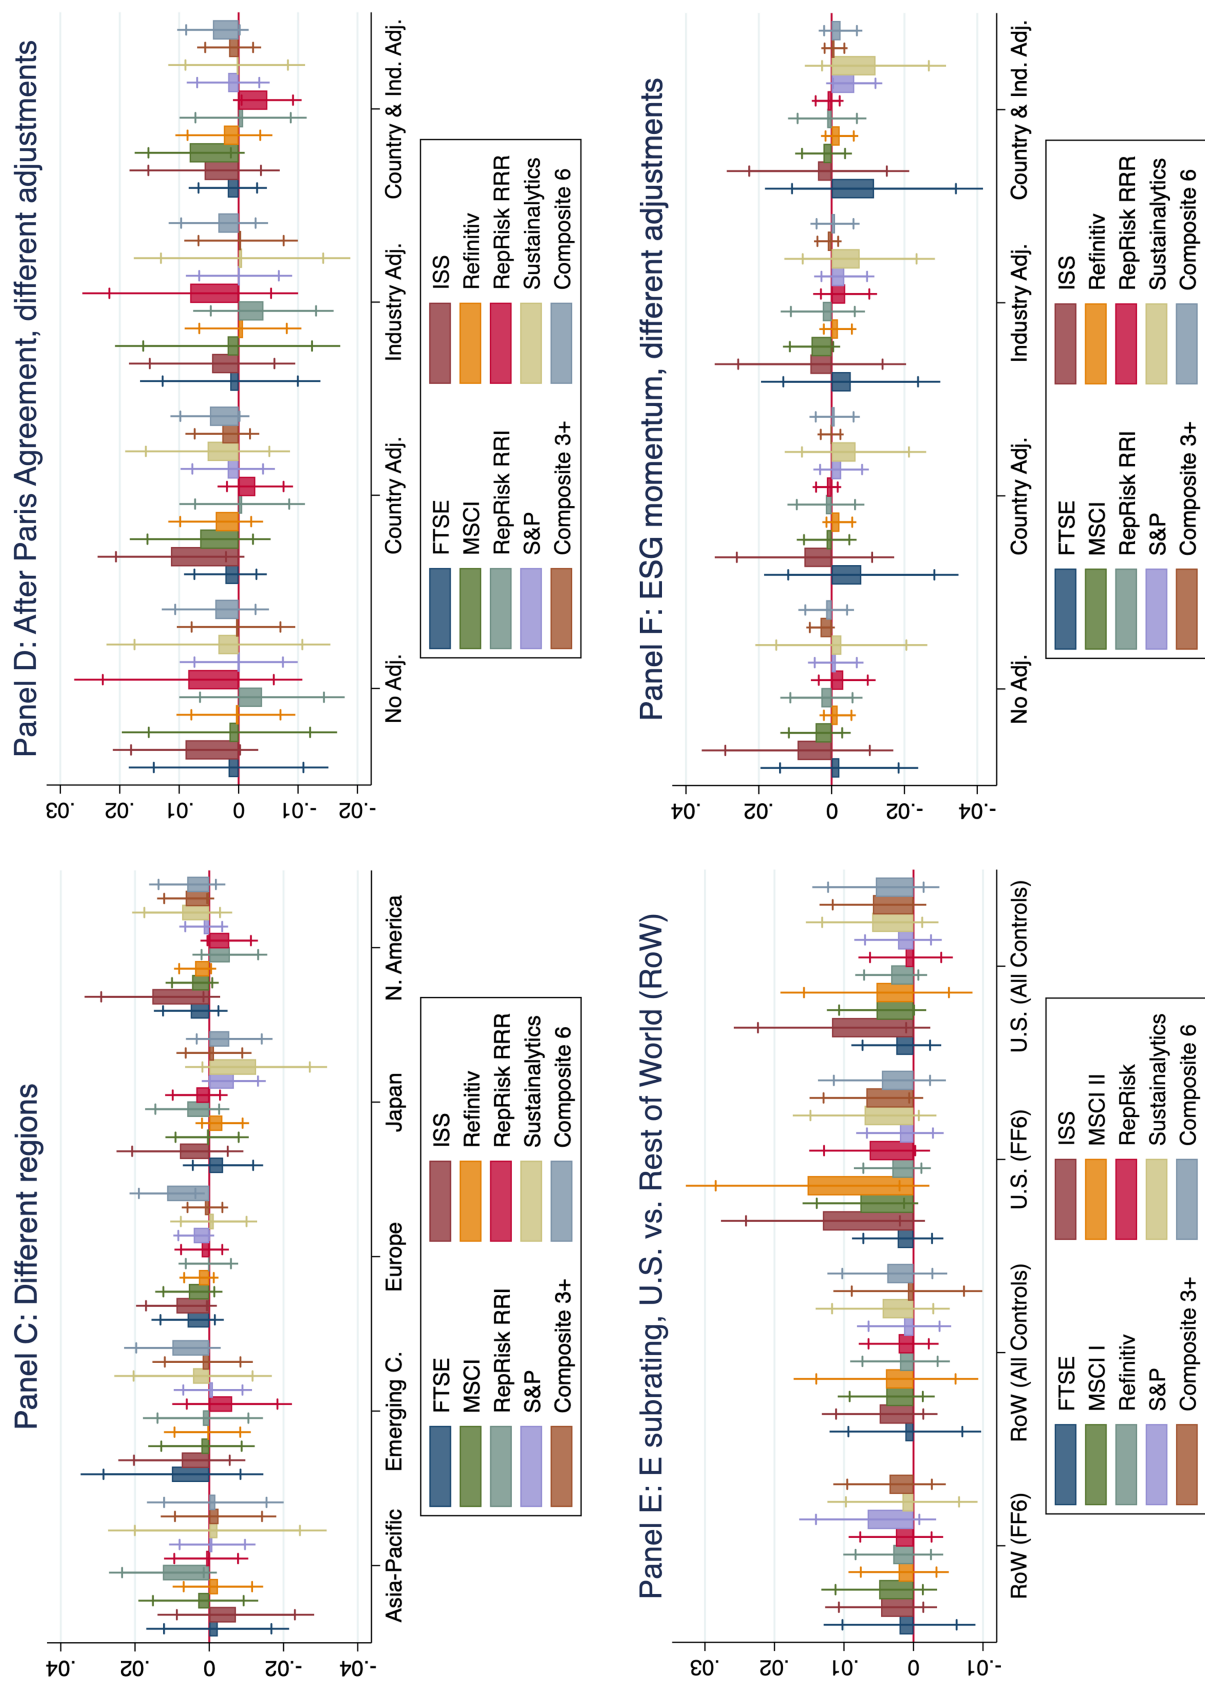 Panel C: Different regions
.04
.02
0
-.02
-.04
Asia-Pacific
Emerging C.
Europe
Japan
N. America
FTSE
ISS
MSCI
Refinitiv
RepRisk RRI
RepRisk RRR
S&P
Sustainalytics
Composite 3+
Composite 6
Panel D: After Paris Agreement, different adjustments
.03
.02
.01
0
-.01
-.02
No Adj.
Country Adj.
Industry Adj.
Country & Ind. Adj.
FTSE
ISS
MSCI
Refinitiv
RepRisk RRI
RepRisk RRR
S&P
Sustainalytics
Composite 3+
Composite 6
Panel E: E subrating, U.S. vs. Rest of World (RoW)
.03
.02
.01
0
-.01
RoW (FF6)
RoW (All Controls)
U.S. (FF6)
U.S. (All Controls)
FTSE
ISS
MSCI I
MSCI II
Refinitiv
RepRisk
S&P
Sustainalytics
Composite 3+
Composite 6
Panel F: ESG momentum, different adjustments
.04
.02
0
-.02
-.04
No Adj.
Country Adj.
Industry Adj.
Country & Ind. Adj.
FTSE
ISS
MSCI
Refinitiv
RepRisk RRI
RepRisk RRR
S&P
Sustainalytics
Composite 3+
Composite 6